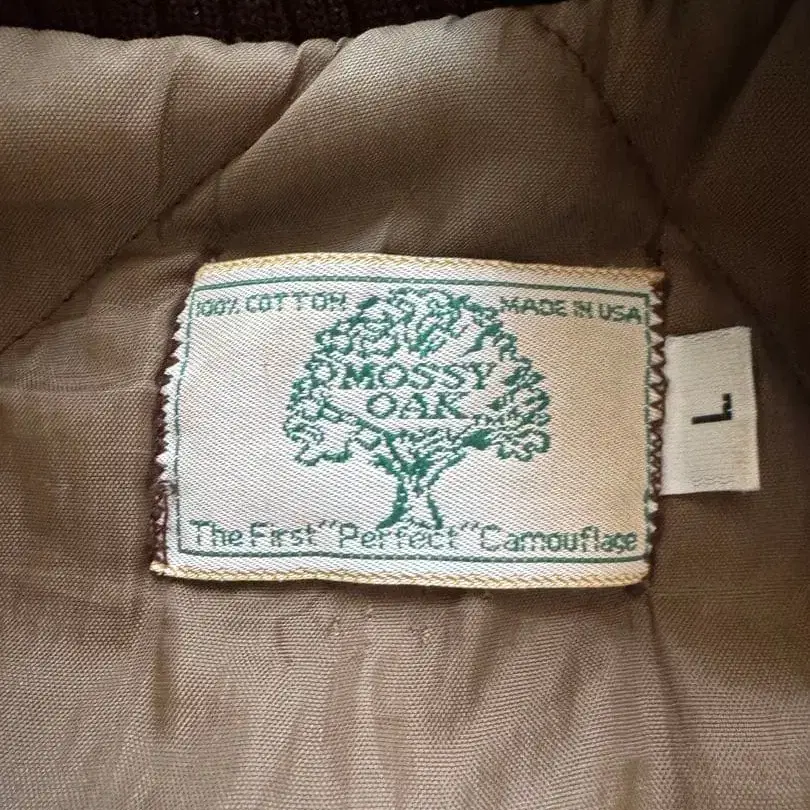 100% COTTON MADE IN USA
MOSSY
OAK
The First "Perfect" Camouflage
L